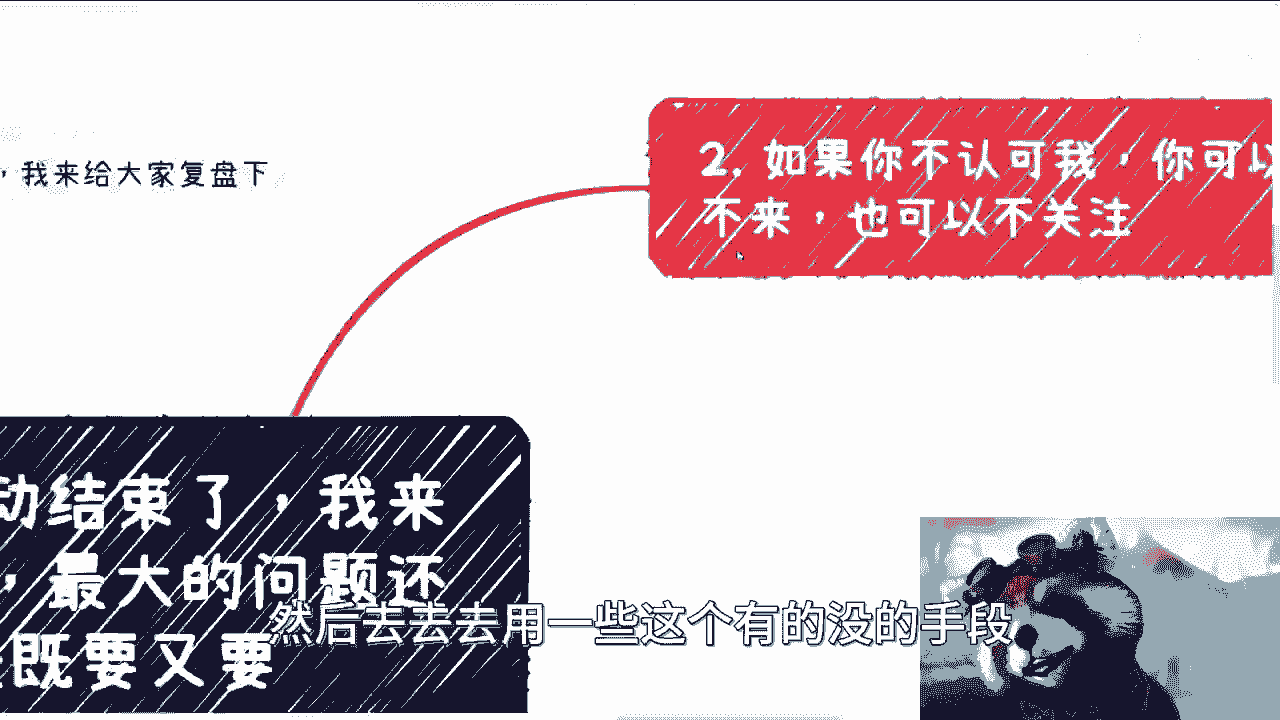 2. 如果你不认可我，你可以
不来，也可以不关注
，我来给大家复盘下
动结束了，我来
，最大的问题还
既要又要
然后去去去用一些这个有的没的手段